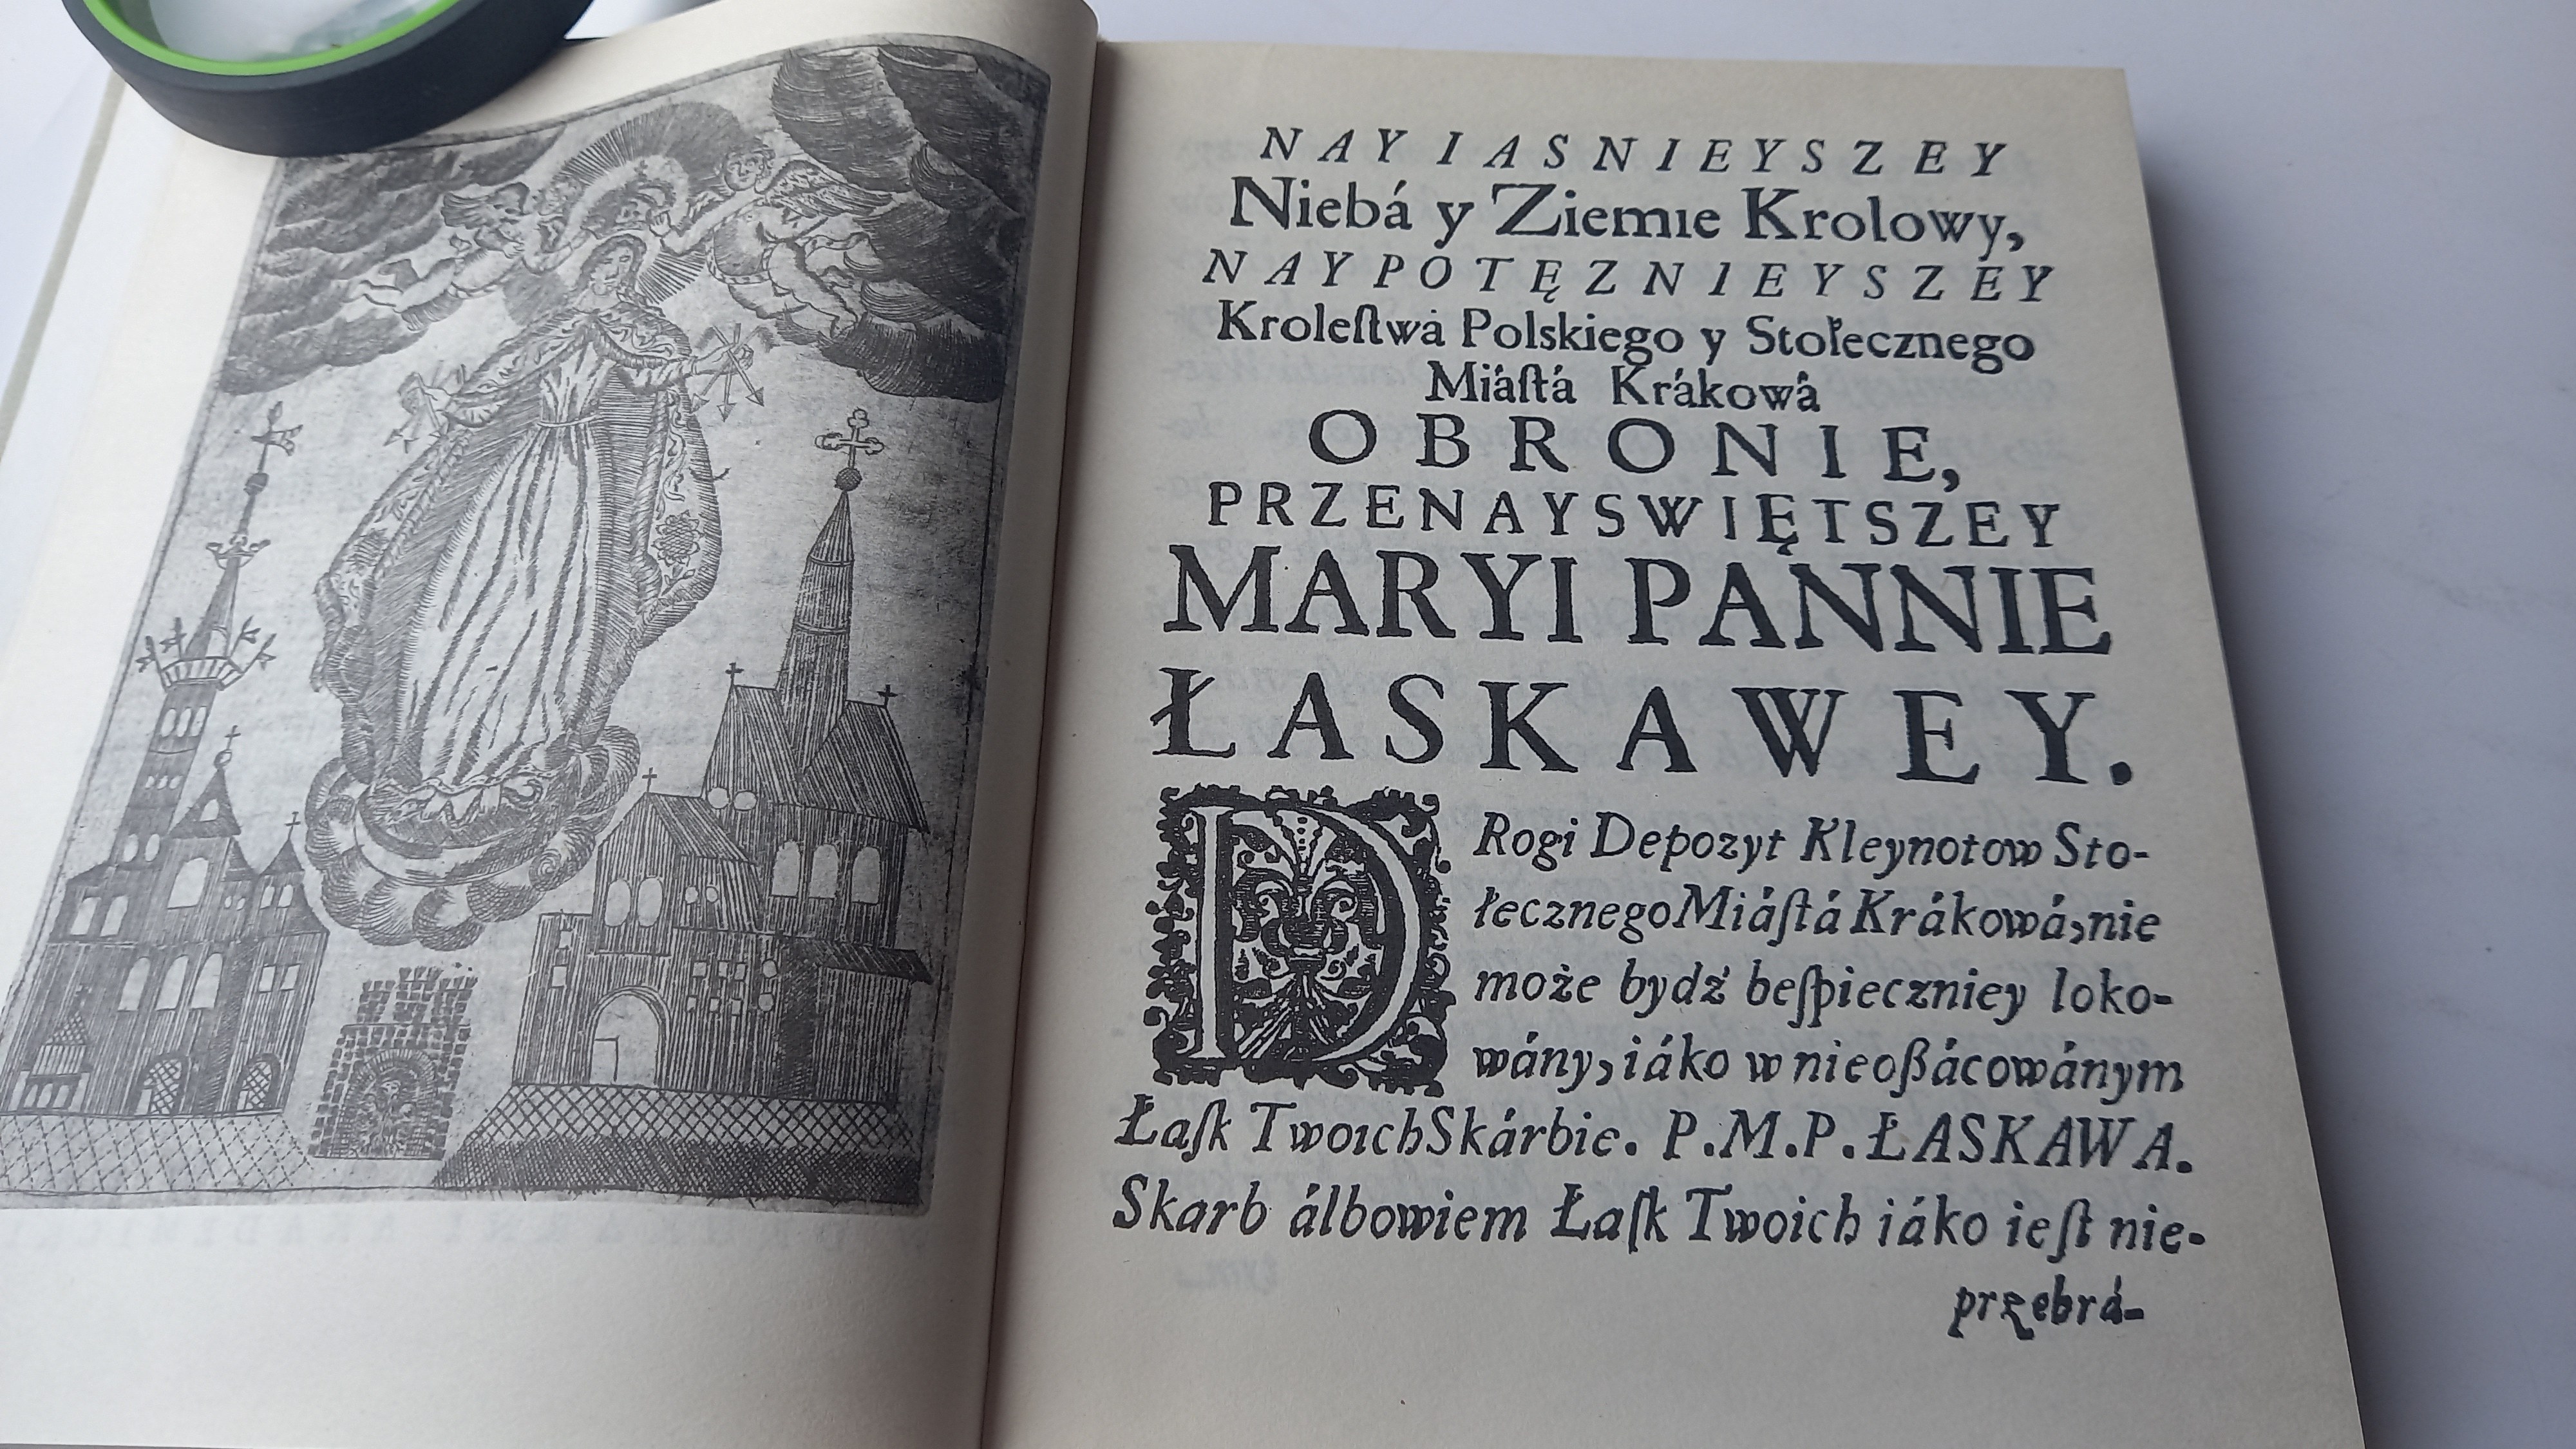 NAYIASNIEYSZEY
Niebá y Ziemie Krolowy,
NAYPOTĘZNIEYSZEY
Kroleſtwá Polskiego y Stołecznego
Miáſtá Krákowá
OBRONIE,
PRZENAYSWIĘTSZEY
MARYI PANNIE
ŁASKAWEY.
DRogi Depozyt Kleynotow Sto-
łecznego Miáſtá Krákowá, nie
może bydź beſpieczniey loko-
wány, iáko w nieoßácowánym
Łaſk Twoich Skárbie. P.M.P. ŁASKAWA.
Skarb álbowiem Łaſk Twoich iáko ieſt nie-
przebrá-